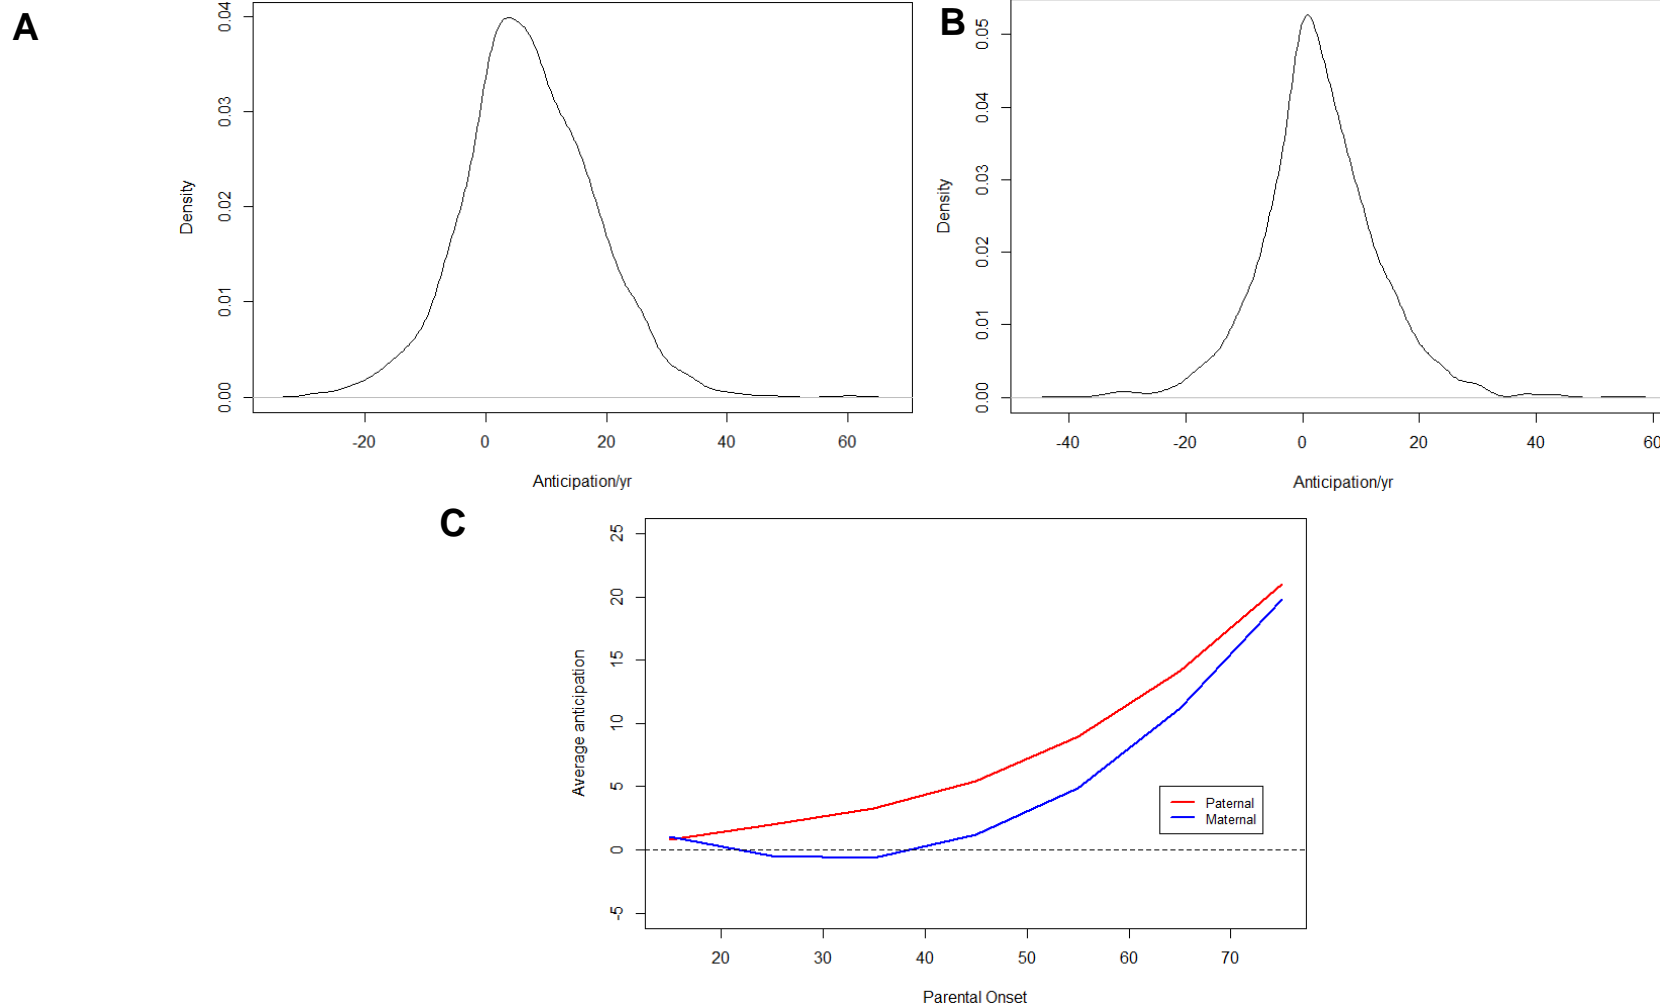 A
0.04
0.03
0.02
0.01
0.00
Density
-20 0 20 40 60
Anticipation/yr
B
0.05
0.04
0.03
0.02
0.01
0.00
Density
-40 -20 0 20 40 60
Anticipation/yr
C
25
20
15
10
5
0
-5
Average anticipation
Paternal
Maternal
20 30 40 50 60 70
Parental Onset